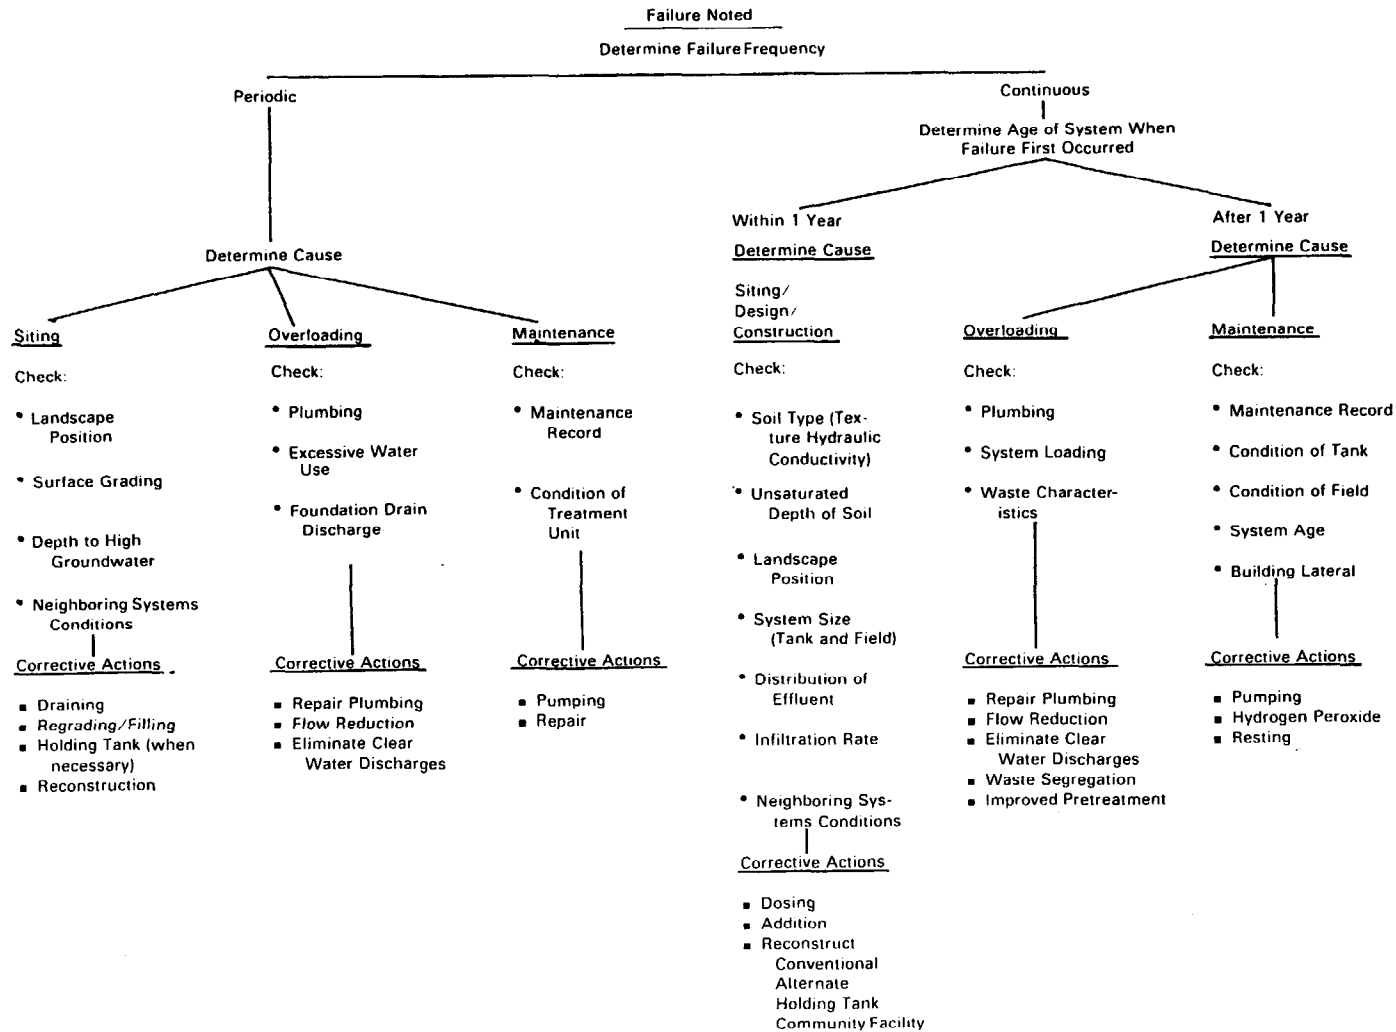 Failure Noted
Determine Failure Frequency
Periodic
Continuous
Determine Age of System When
Failure First Occurred
Within 1 Year
After 1 Year
Determine Cause
Determine Cause
Determine Cause
Siting
Check:
• Landscape
Position
• Surface Grading
• Depth to High
Groundwater
• Neighboring Systems
Conditions
Corrective Actions
▪ Draining
▪ Regrading/Filling
▪ Holding Tank (when
necessary)
▪ Reconstruction
Overloading
Check:
• Plumbing
• Excessive Water
Use
• Foundation Drain
Discharge
Corrective Actions
▪ Repair Plumbing
▪ Flow Reduction
▪ Eliminate Clear
Water Discharges
Maintenance
Check:
• Maintenance
Record
• Condition of
Treatment
Unit
Corrective Actions
▪ Pumping
▪ Repair
Siting/
Design/
Construction
Check:
• Soil Type (Tex-
ture Hydraulic
Conductivity)
• Unsaturated
Depth of Soil
• Landscape
Position
• System Size
(Tank and Field)
• Distribution of
Effluent
• Infiltration Rate
• Neighboring Sys-
tems Conditions
Corrective Actions
▪ Dosing
▪ Addition
▪ Reconstruct
Conventional
Alternate
Holding Tank
Community Facility
Overloading
Check:
• Plumbing
• System Loading
• Waste Character-
istics
Corrective Actions
▪ Repair Plumbing
▪ Flow Reduction
▪ Eliminate Clear
Water Discharges
▪ Waste Segregation
▪ Improved Pretreatment
Maintenance
Check:
• Maintenance Record
• Condition of Tank
• Condition of Field
• System Age
• Building Lateral
Corrective Actions
▪ Pumping
▪ Hydrogen Peroxide
▪ Resting